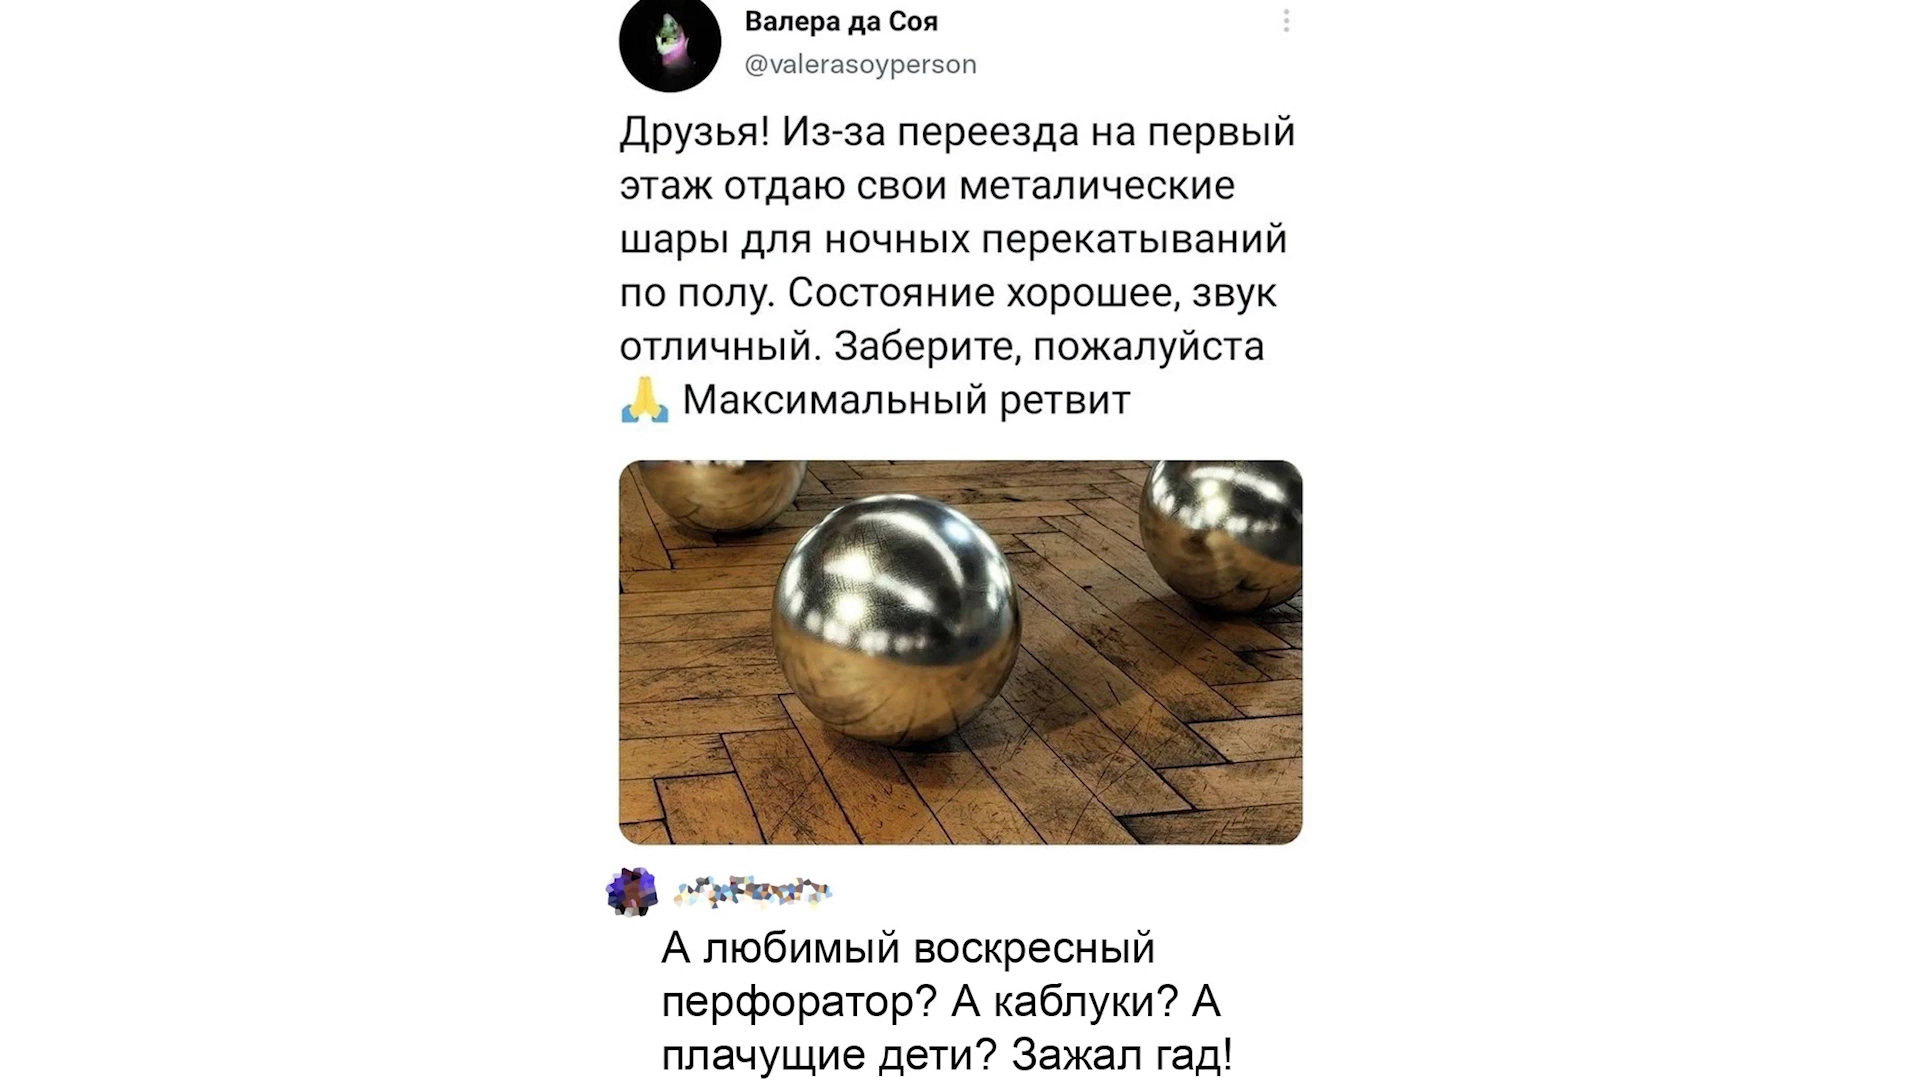 Валера да Соя
@valerasoyperson
Друзья! Из-за переезда на первый
этаж отдаю свои металические
шары для ночных перекатываний
по полу. Состояние хорошее, звук
отличный. Заберите, пожалуйста
🙏 Максимальный ретвит
А любимый воскресный
перфоратор? А каблуки? А
плачущие дети? Зажал гад!